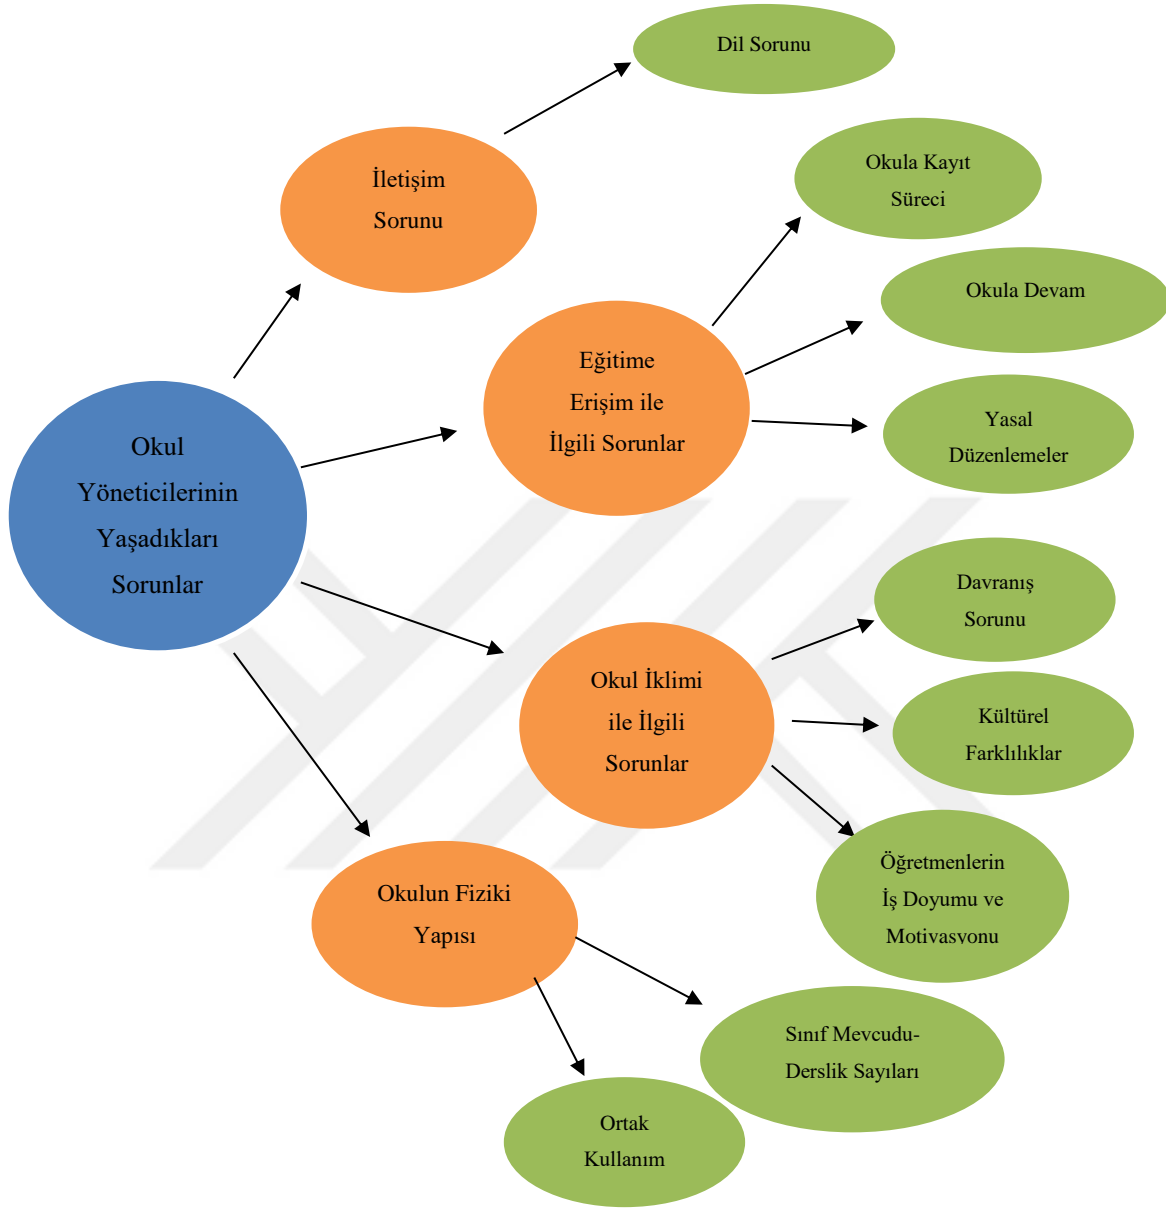 Dil Sorunu
İletişim
Sorunu
Okula Kayıt
Süreci
Okula Devam
Eğitime
Erişim ile
İlgili Sorunlar
Yasal
Düzenlemeler
Okul
Yöneticilerinin
Yaşadıkları
Sorunlar
Davranış
Sorunu
Okul İklimi
ile İlgili
Sorunlar
Kültürel
Farklılıklar
Öğretmenlerin
İş Doyumu ve
Motivasyonu
Okulun Fiziki
Yapısı
Sınıf Mevcudu-
Derslik Sayıları
Ortak
Kullanım